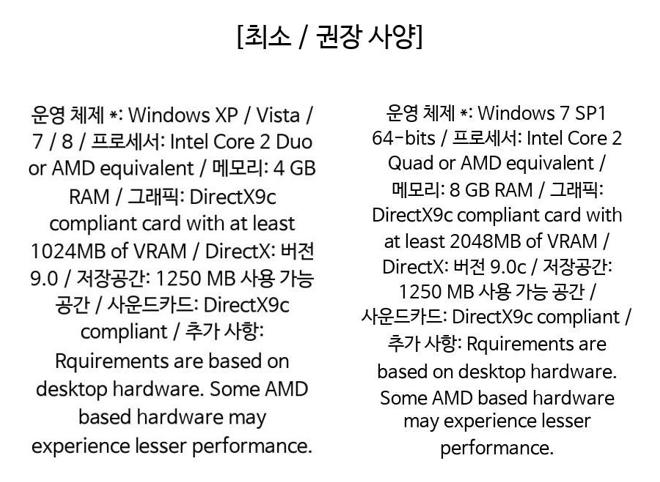 [최소 / 권장 사양]
운영 체제 *: Windows XP / Vista /
7 / 8 / 프로세서: Intel Core 2 Duo
or AMD equivalent / 메모리: 4 GB
RAM / 그래픽: DirectX9c
compliant card with at least
1024MB of VRAM / DirectX: 버전
9.0 / 저장공간: 1250 MB 사용 가능
공간 / 사운드카드: DirectX9c
compliant / 추가 사항:
Rquirements are based on
desktop hardware. Some AMD
based hardware may
experience lesser performance.
운영 체제 *: Windows 7 SP1
64-bits / 프로세서: Intel Core 2
Quad or AMD equivalent /
메모리: 8 GB RAM / 그래픽:
DirectX9c compliant card with
at least 2048MB of VRAM /
DirectX: 버전 9.0c / 저장공간:
1250 MB 사용 가능 공간 /
사운드카드: DirectX9c compliant /
추가 사항: Rquirements are
based on desktop hardware.
Some AMD based hardware
may experience lesser
performance.